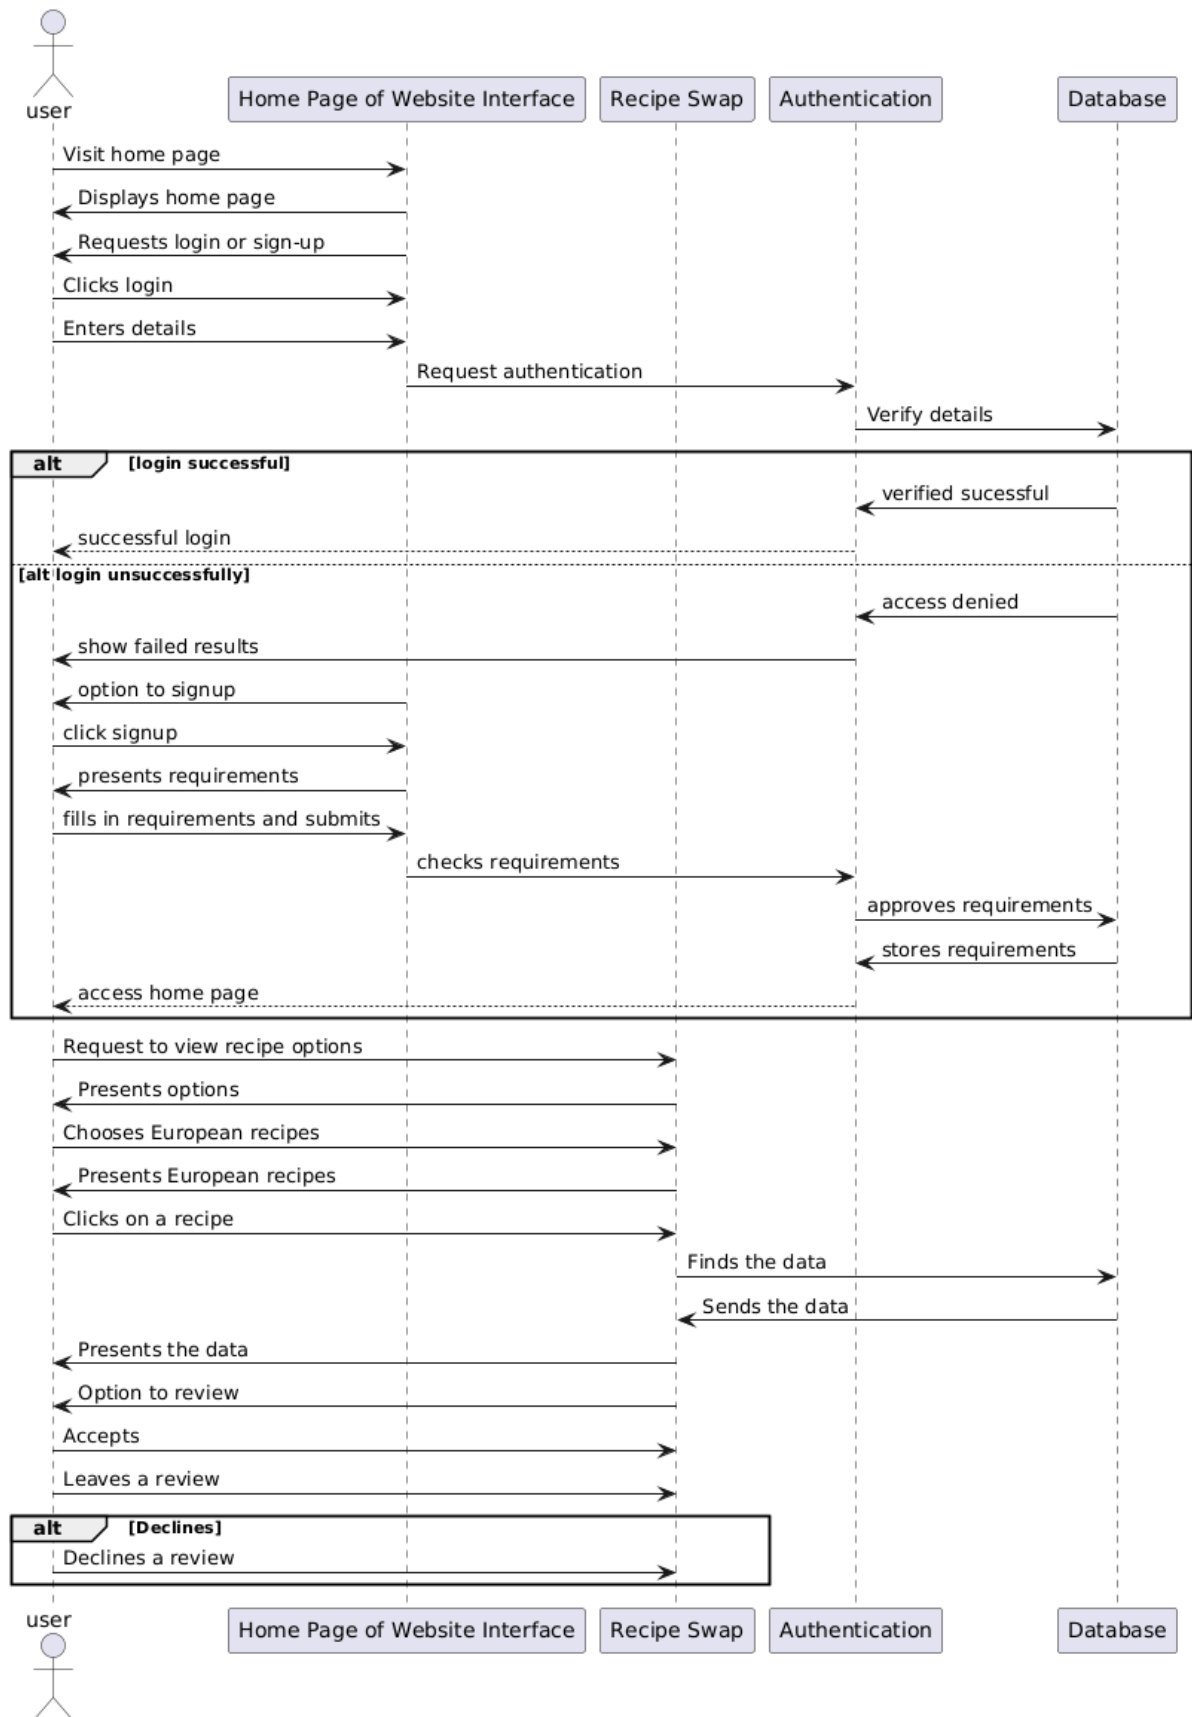 user
Home Page of Website Interface
Recipe Swap
Authentication
Database
Visit home page
Displays home page
Requests login or sign-up
Clicks login
Enters details
Request authentication
Verify details
alt [login successful]
verified sucessful
successful login
[alt login unsuccessfully]
access denied
show failed results
option to signup
click signup
presents requirements
fills in requirements and submits
checks requirements
approves requirements
stores requirements
access home page
Request to view recipe options
Presents options
Chooses European recipes
Presents European recipes
Clicks on a recipe
Finds the data
Sends the data
Presents the data
Option to review
Accepts
Leaves a review
alt [Declines]
Declines a review
user
Home Page of Website Interface
Recipe Swap
Authentication
Database